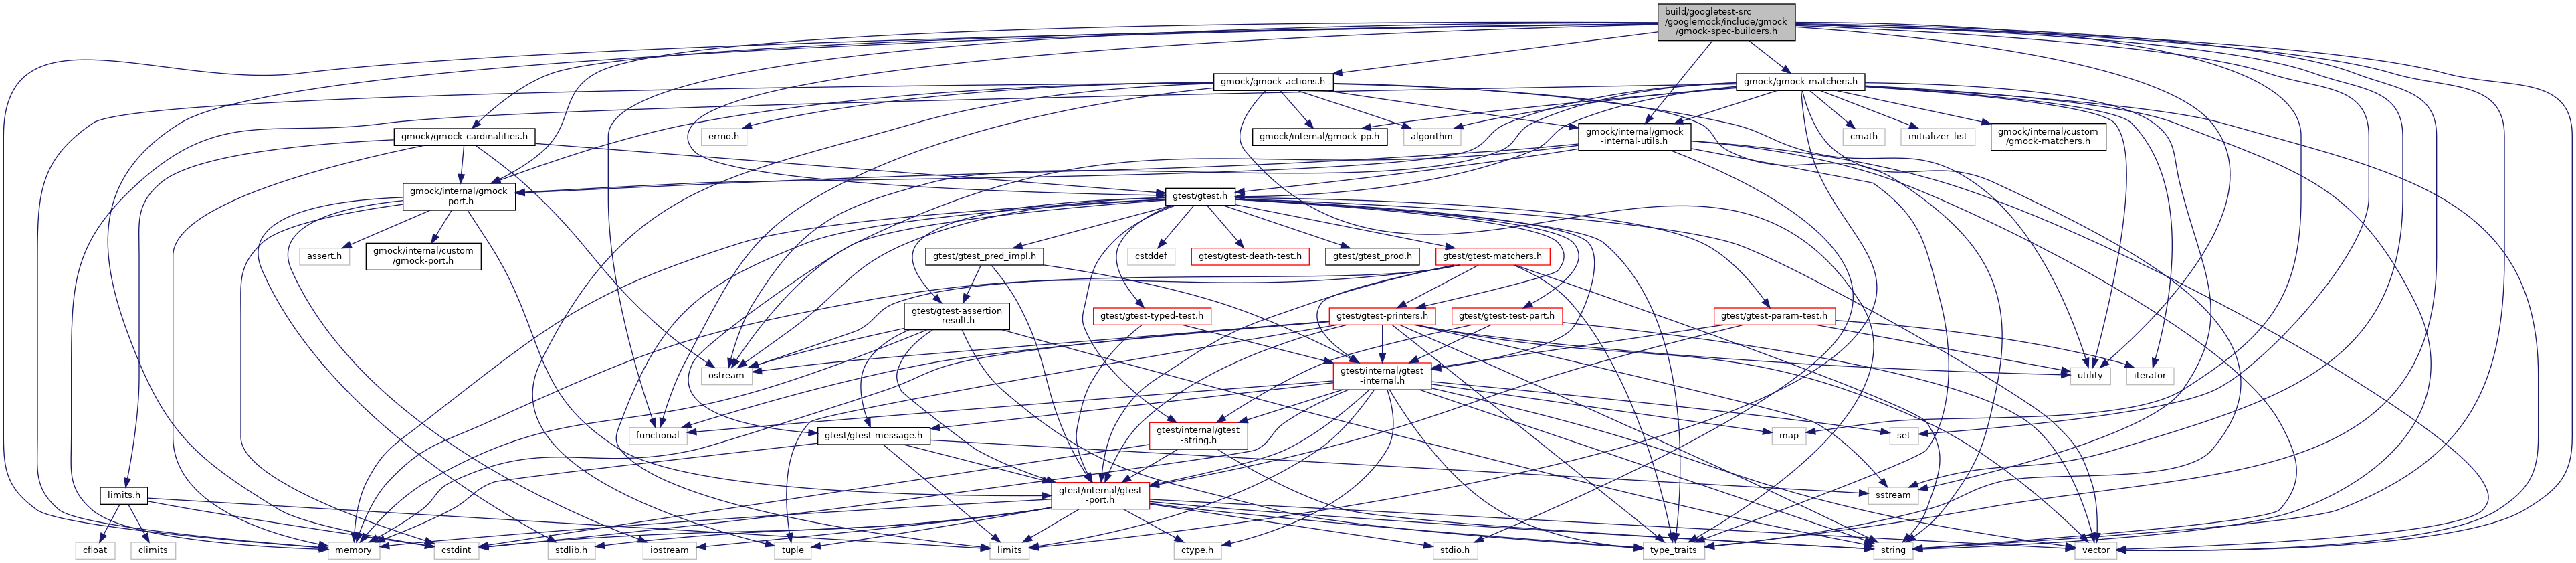 build/googletest-src
/googlemock/include/gmock
/gmock-spec-builders.h
gmock/gmock-actions.h
gmock/gmock-matchers.h
gmock/gmock-cardinalities.h
errno.h
gmock/internal/gmock-pp.h
algorithm
gmock/internal/gmock
-internal-utils.h
cmath
initializer_list
gmock/internal/custom
/gmock-matchers.h
gmock/internal/gmock
-port.h
gtest/gtest.h
assert.h
gmock/internal/custom
/gmock-port.h
gtest/gtest_pred_impl.h
cstddef
gtest/gtest-death-test.h
gtest/gtest_prod.h
gtest/gtest-matchers.h
gtest/gtest-assertion
-result.h
gtest/gtest-typed-test.h
gtest/gtest-printers.h
gtest/gtest-test-part.h
gtest/gtest-param-test.h
ostream
gtest/internal/gtest
-internal.h
utility
iterator
functional
gtest/gtest-message.h
gtest/internal/gtest
-string.h
map
set
limits.h
gtest/internal/gtest
-port.h
sstream
cfloat
climits
memory
cstdint
stdlib.h
iostream
tuple
limits
ctype.h
stdio.h
type_traits
string
vector